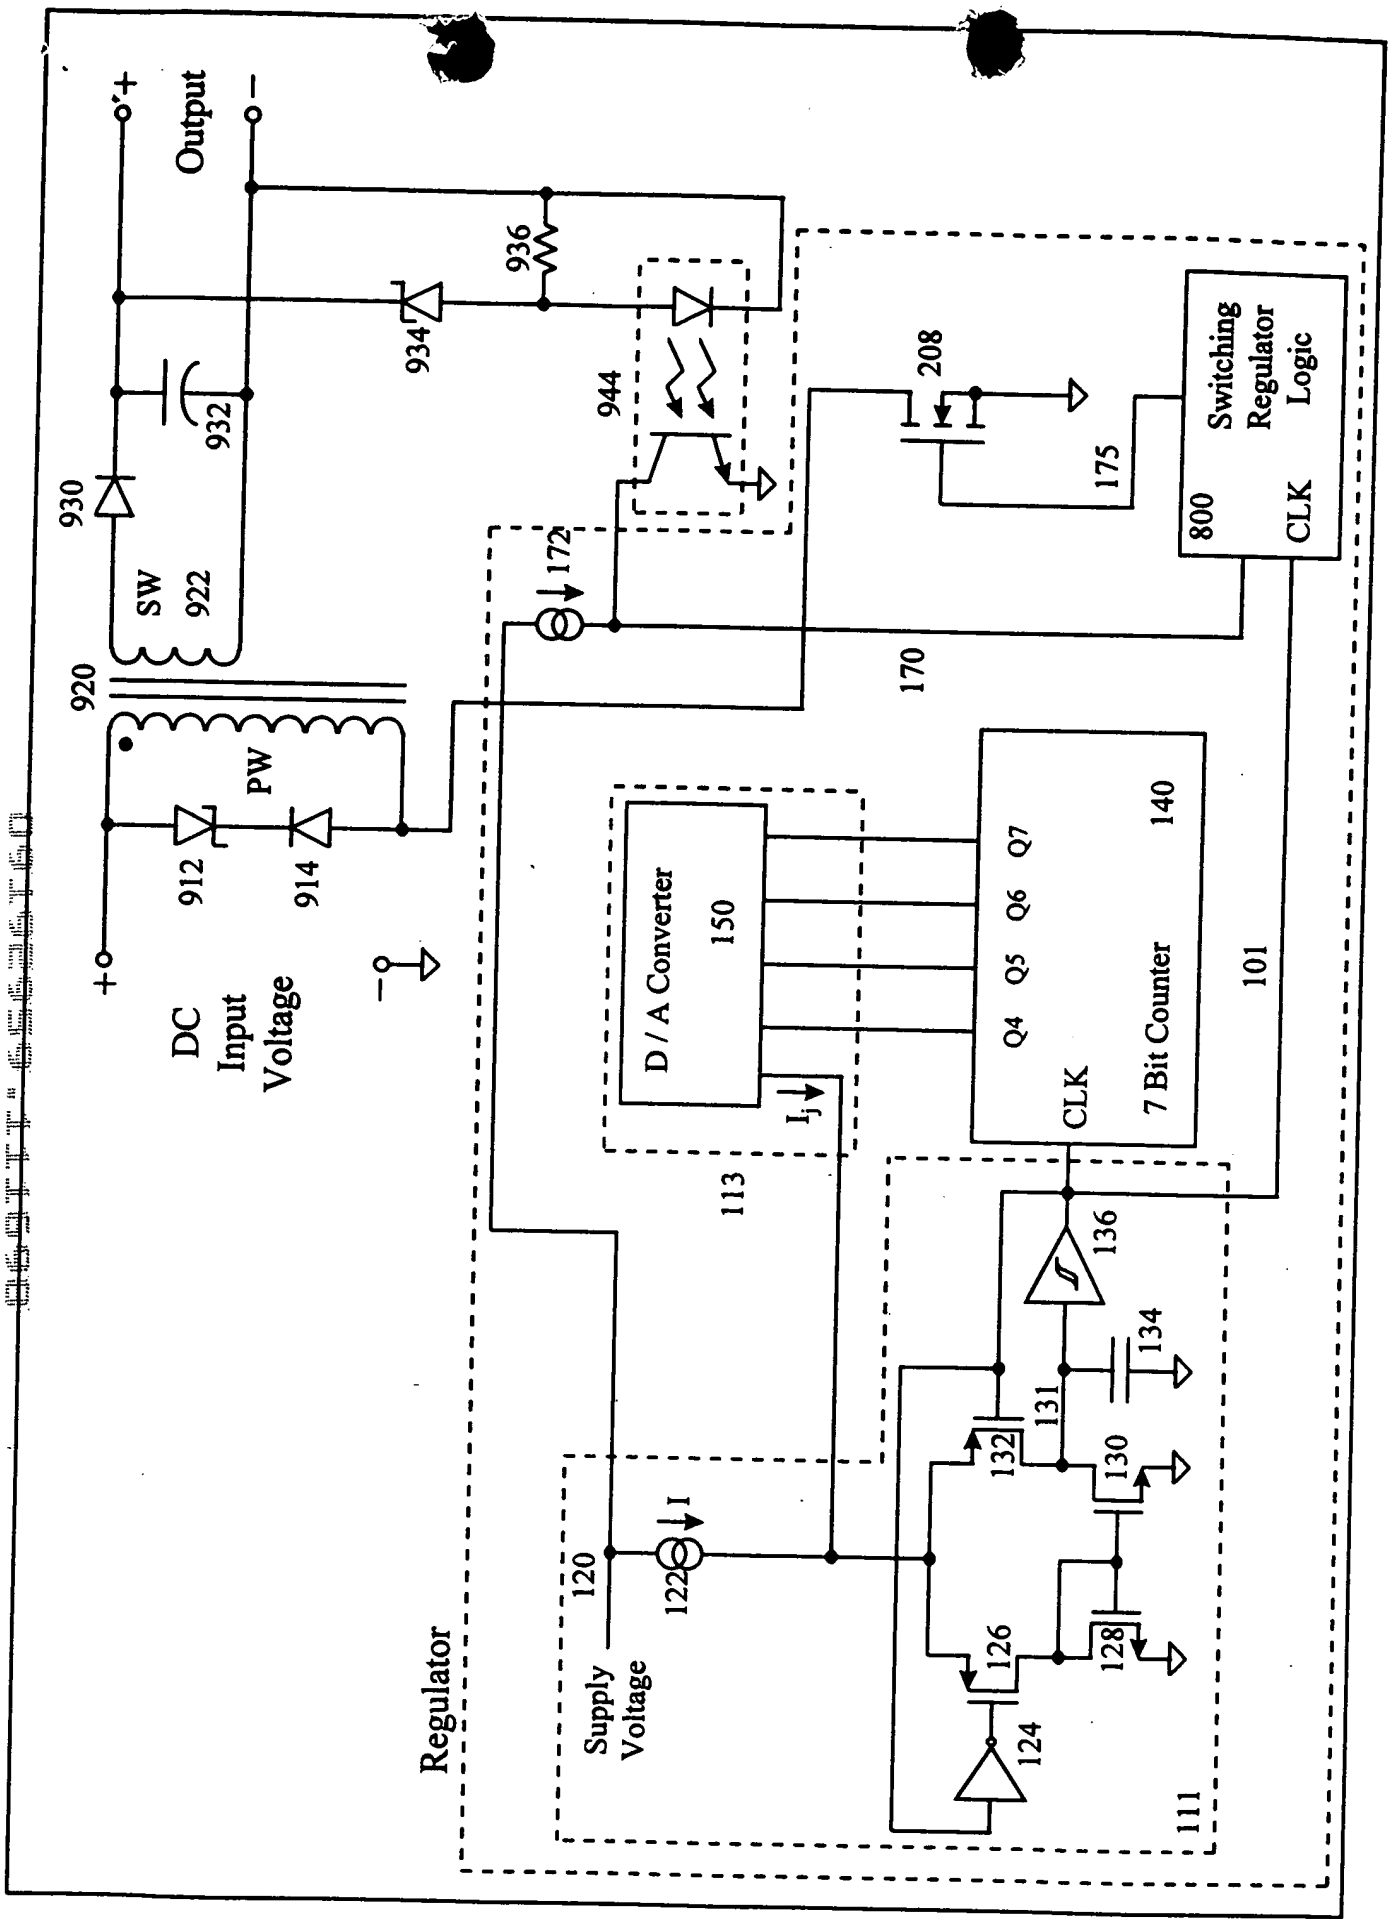 +
DC
Input
Voltage
-
912
914
PW
920
SW
922
930
932
+
Output
-
934
936
944
Regulator
172
170
208
175
Switching
Regulator
Logic
800
CLK
D / A Converter
150
I j
113
Q4 Q5 Q6 Q7
140
CLK
7 Bit Counter
101
Supply
Voltage
120
122
I
124
126
128
130
131
132
134
136
111